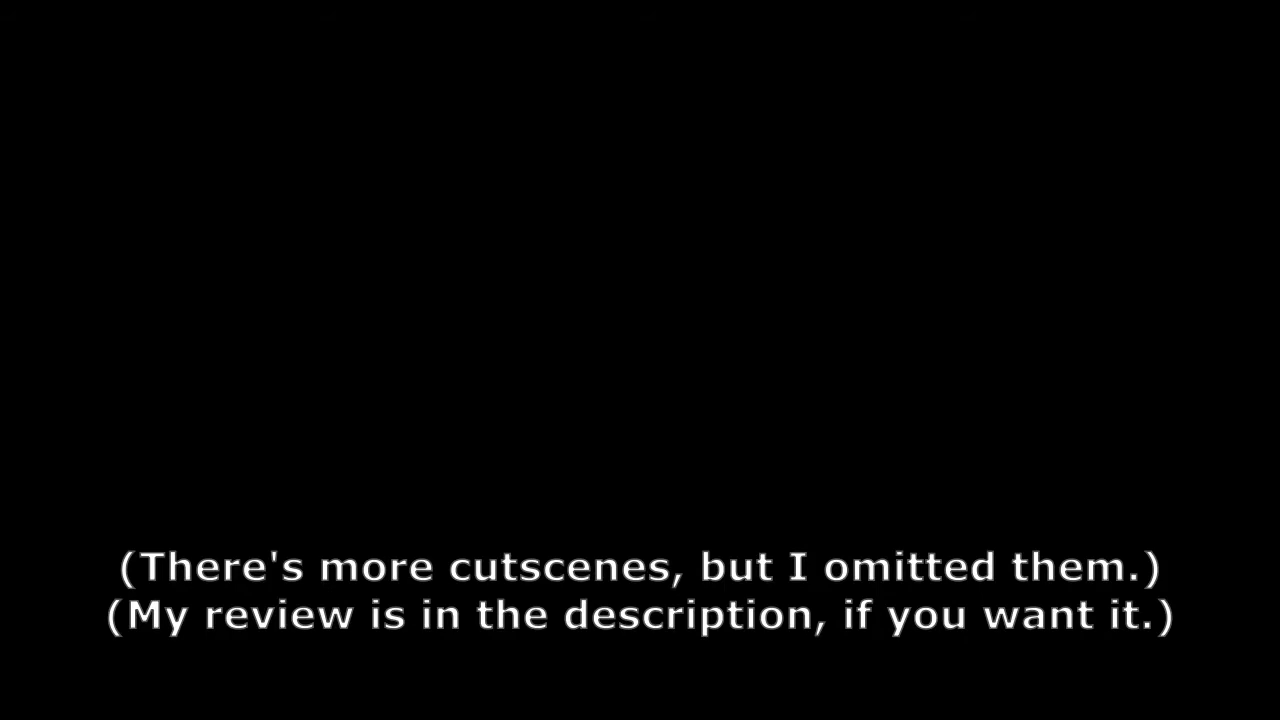 (There's more cutscenes, but I omitted them.)
(My review is in the description, if you want it.)